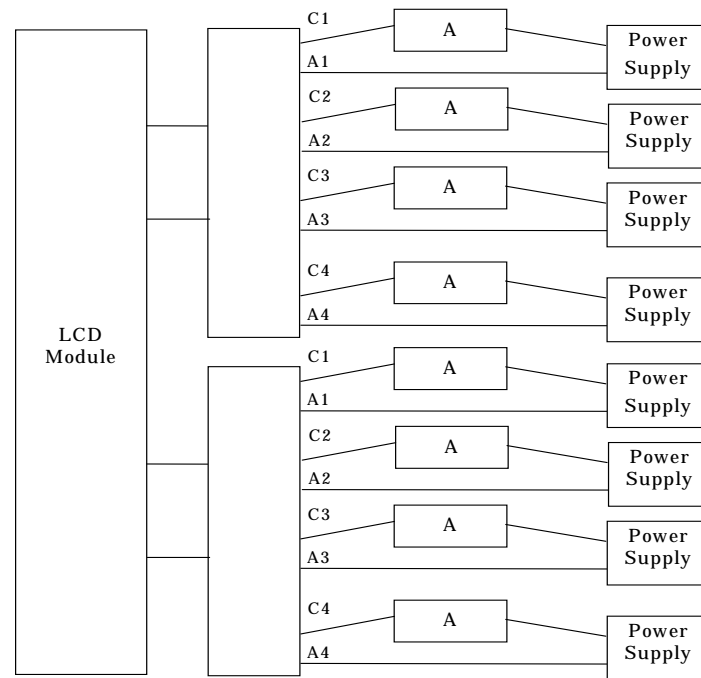 C1
A
Power
Supply
A1
C2
A
Power
Supply
A2
C3
A
Power
Supply
A3
C4
A
Power
Supply
A4
LCD
Module
C1
A
Power
Supply
A1
C2
A
Power
Supply
A2
C3
A
Power
Supply
A3
C4
A
Power
Supply
A4